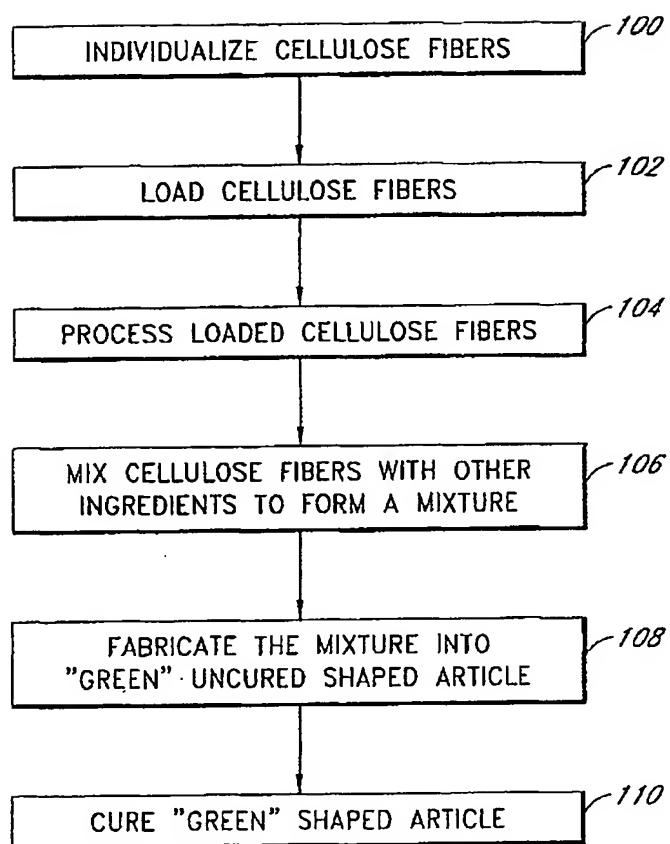 INDIVIDUALIZE CELLULOSE FIBERS
100
LOAD CELLULOSE FIBERS
102
PROCESS LOADED CELLULOSE FIBERS
104
MIX CELLULOSE FIBERS WITH OTHER
INGREDIENTS TO FORM A MIXTURE
106
FABRICATE THE MIXTURE INTO
"GREEN" UNCURED SHAPED ARTICLE
108
CURE "GREEN" SHAPED ARTICLE
110